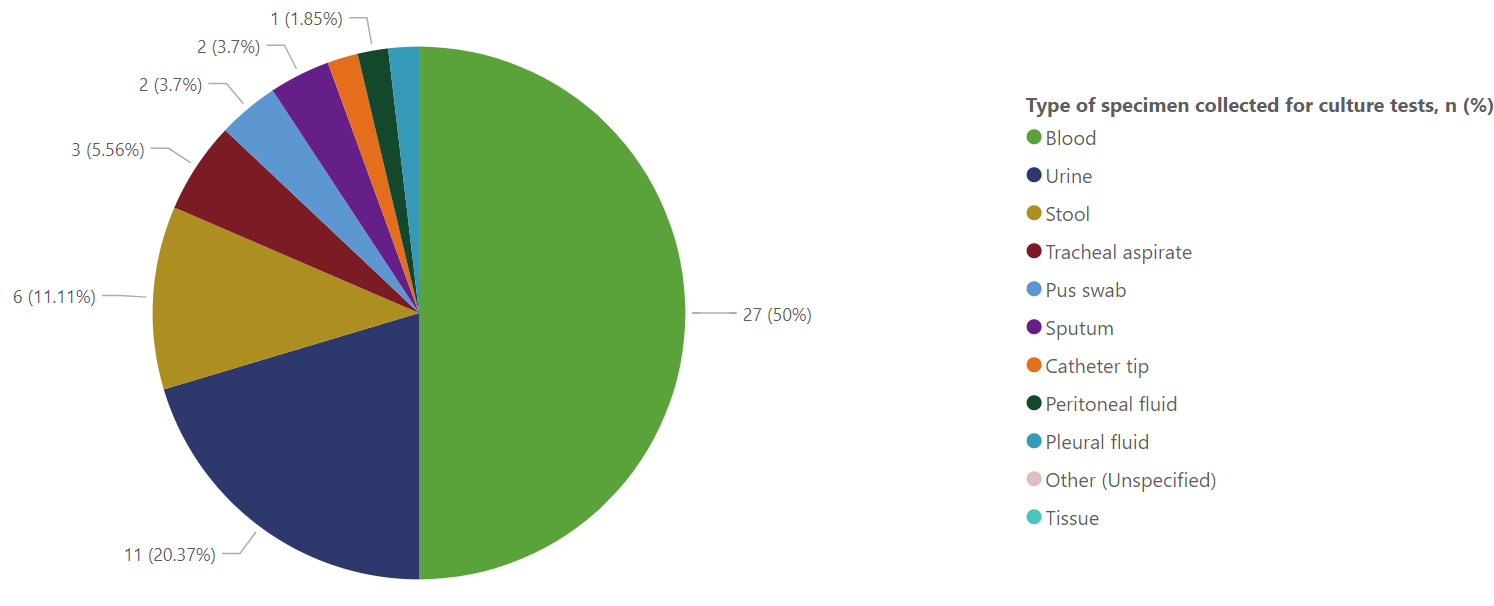 1 (1.85%)
2 (3.7%)
2 (3.7%)
3 (5.56%)
6 (11.11%)
11 (20.37%)
27 (50%)
Type of specimen collected for culture tests, n (%)
Blood
Urine
Stool
Tracheal aspirate
Pus swab
Sputum
Catheter tip
Peritoneal fluid
Pleural fluid
Other (Unspecified)
Tissue